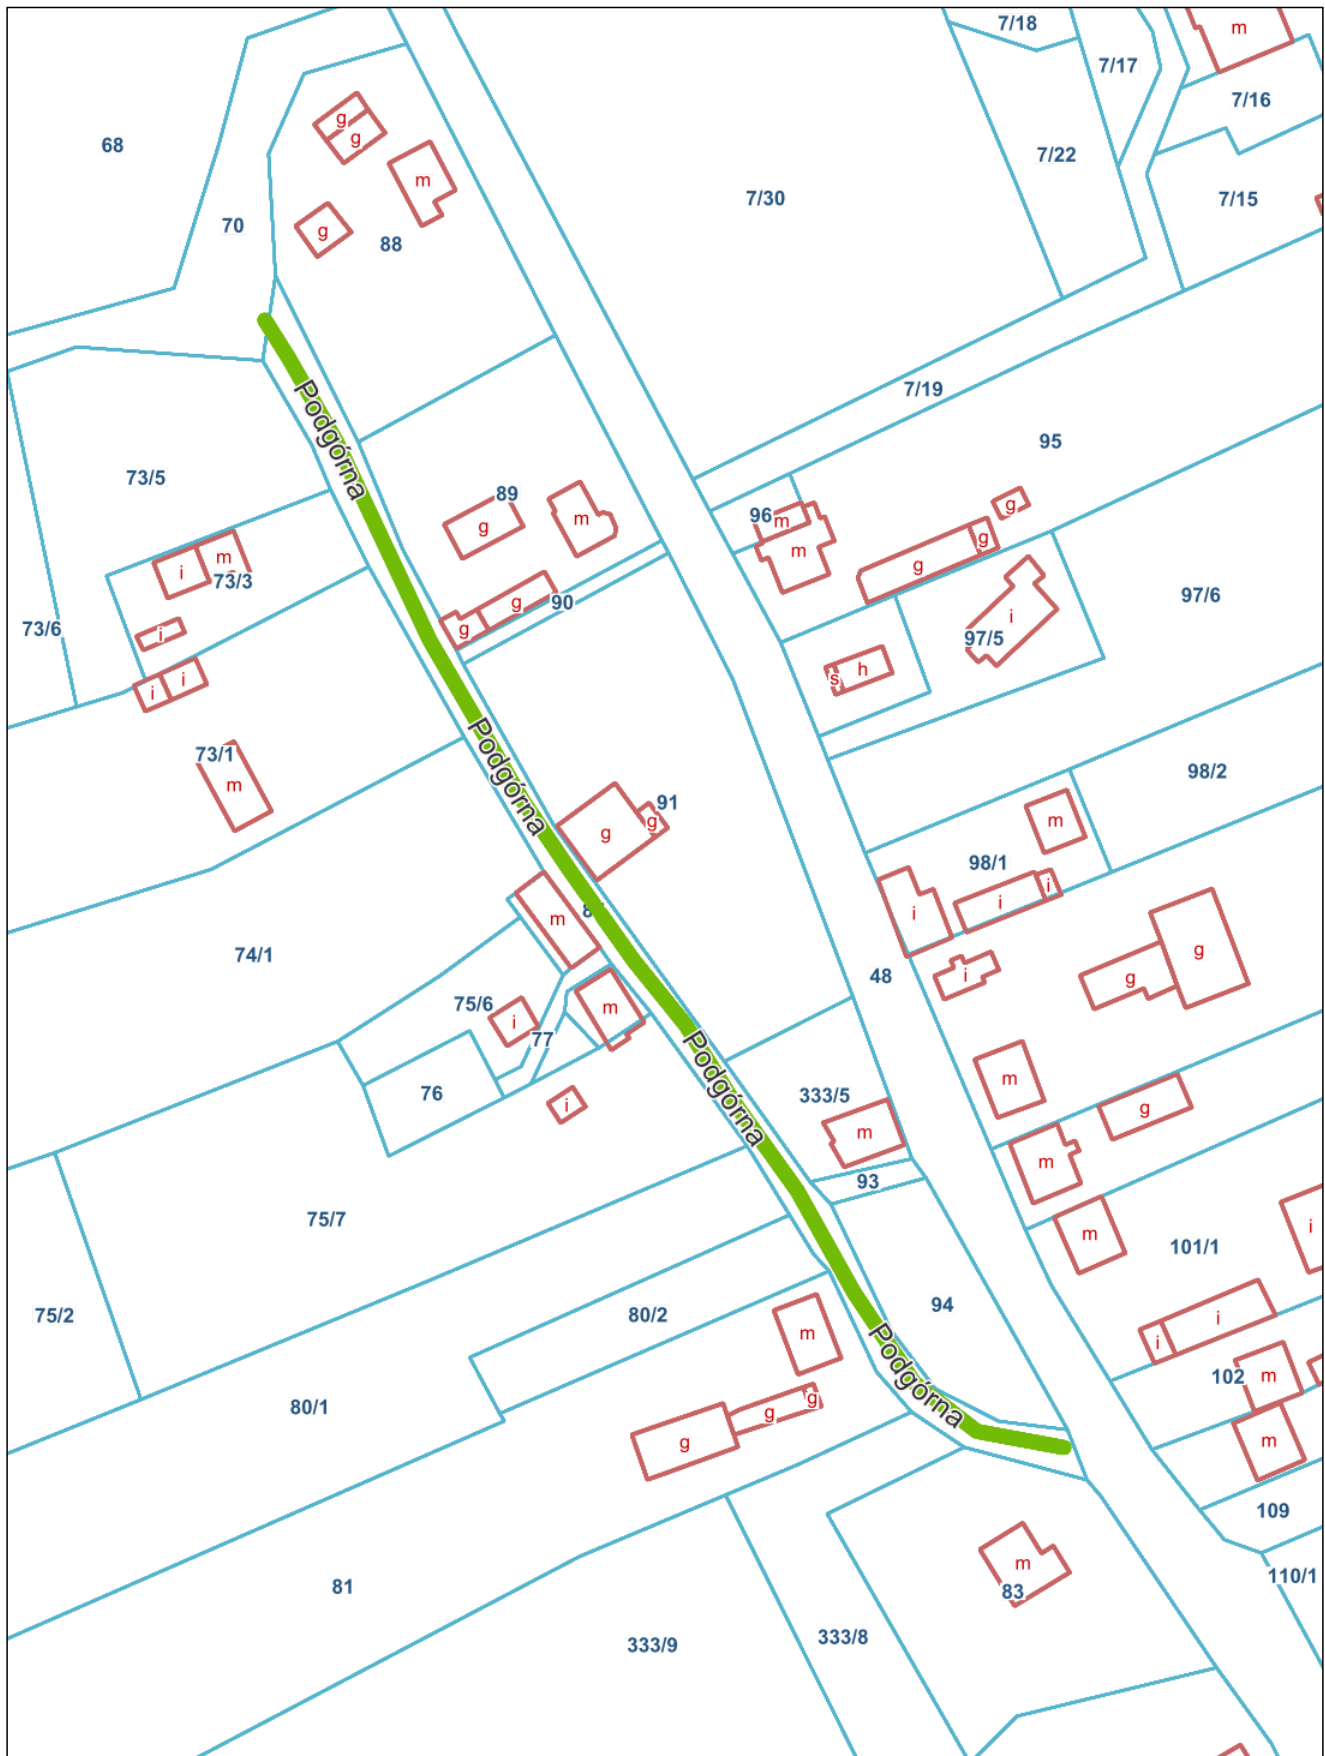 7/18
m
7/17
7/16
g
g
68
7/22
m
7/30
7/15
70
g
88
7/19
95
Podgórna
73/5
89
g
m
96
m
m
g
g
g
i
m
73/3
g
90
g
i
97/5
97/6
73/6
i
i
i
s
h
73/1
m
Podgórna
91
g
g
98/2
m
98/1
i
i
i
m
74/1
48
i
g
g
75/6
i
m
77
Podgórna
76
i
333/5
m
m
g
m
93
m
75/7
101/1
i
75/2
80/2
m
94
i
i
Podgórna
102
m
80/1
g
g
g
m
109
81
m
83
110/1
333/9
333/8